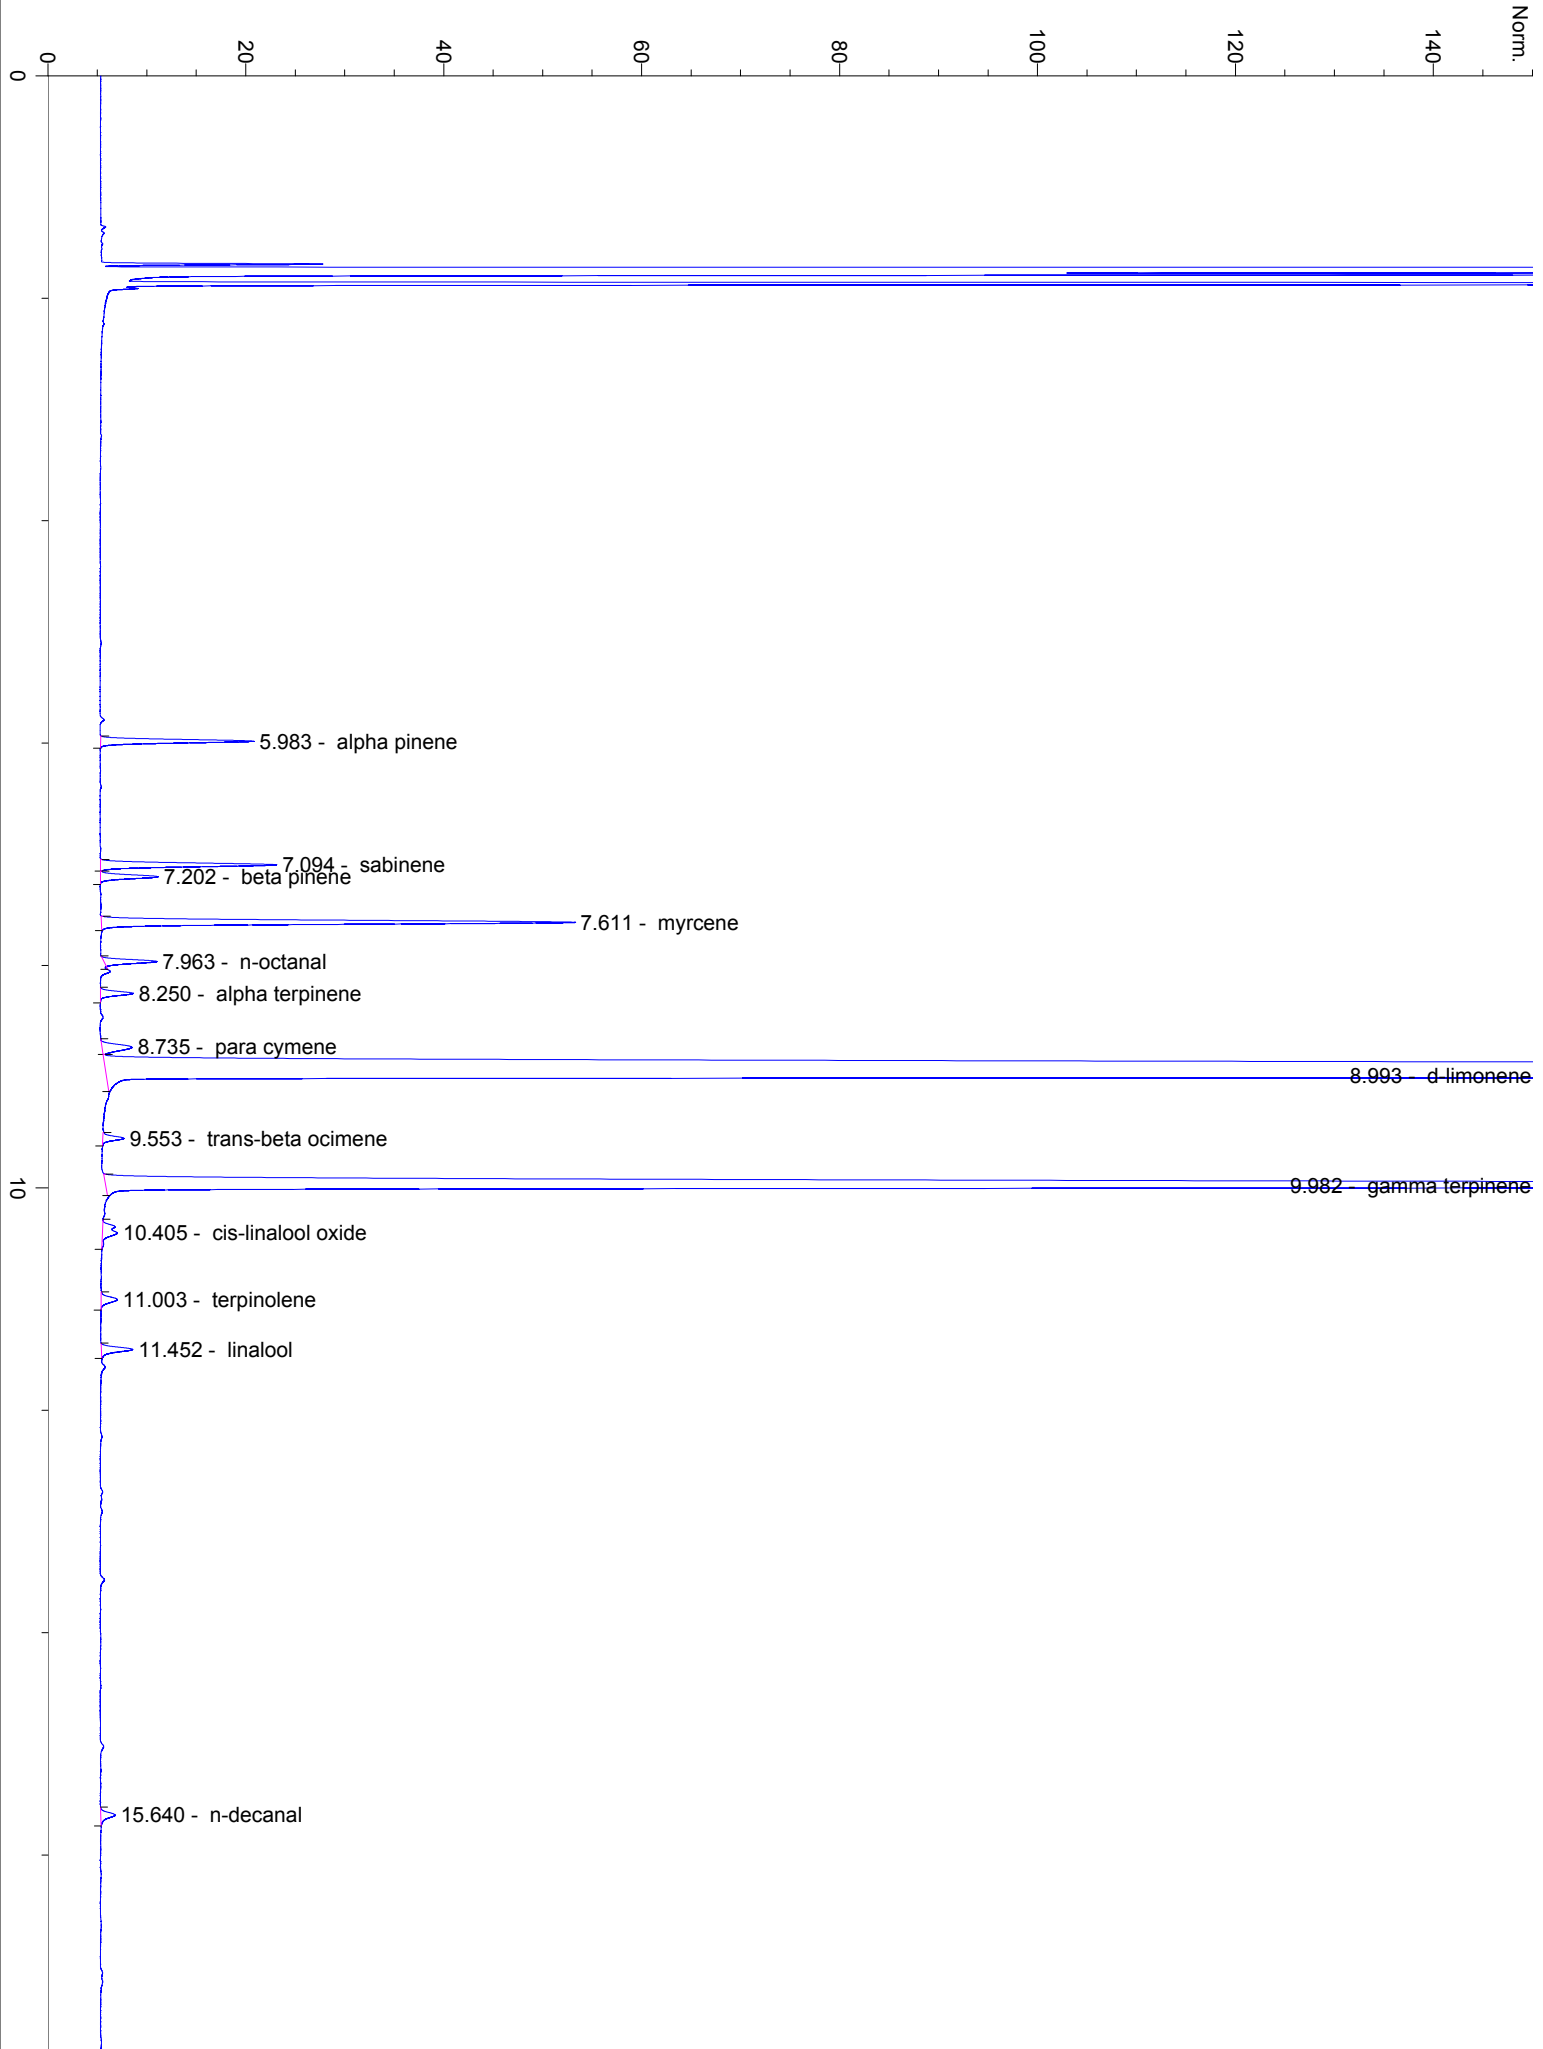 Norm.
0
20
40
60
80
100
120
140
0
5.983 - alpha pinene
7.094 - sabinene
7.202 - beta pinene
7.611 - myrcene
7.963 - n-octanal
8.250 - alpha terpinene
8.735 - para cymene
8.993 - d-limonene
9.553 - trans-beta ocimene
10
9.982 - gamma terpinene
10.405 - cis-linalool oxide
11.003 - terpinolene
11.452 - linalool
15.640 - n-decanal